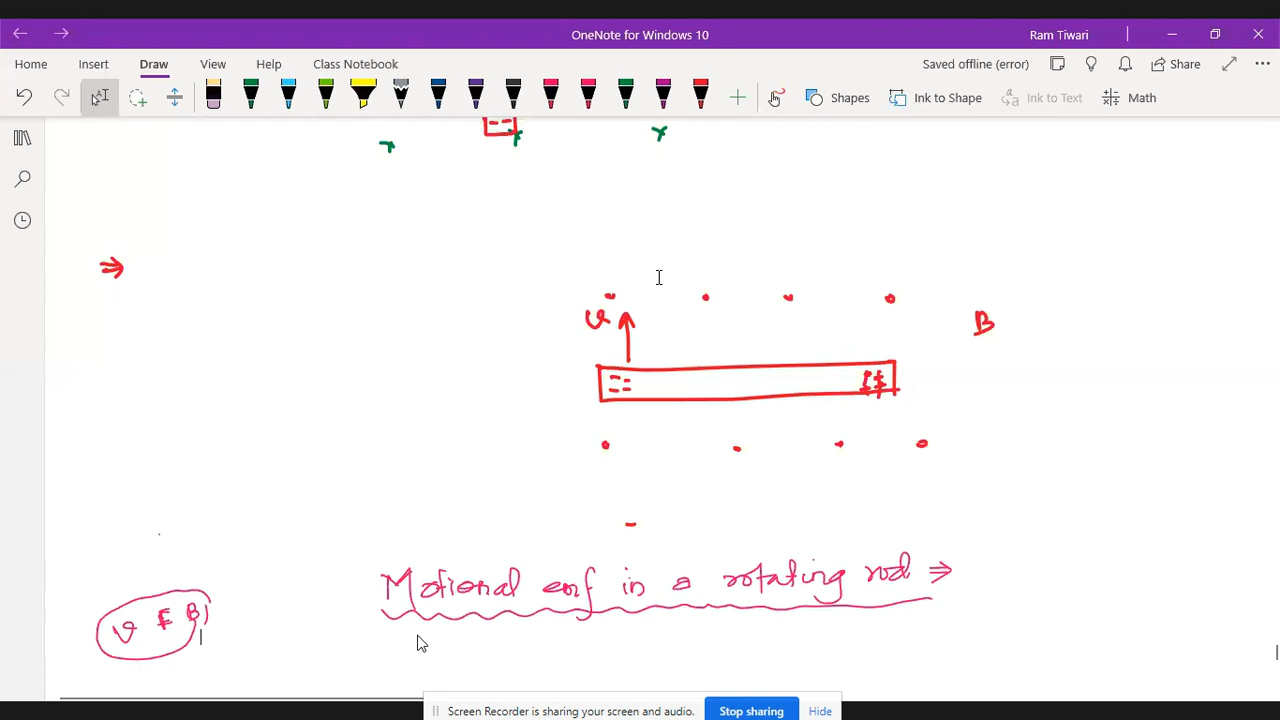 OneNote for Windows 10
Ram Tiwari
Home Insert Draw View Help Class Notebook
Saved offline (error)
Share
Shapes
Ink to Shape
Ink to Text
Math
v
B
Motional emf in a rotating rod ⇒
Screen Recorder is sharing your screen and audio.
Stop sharing
Hide